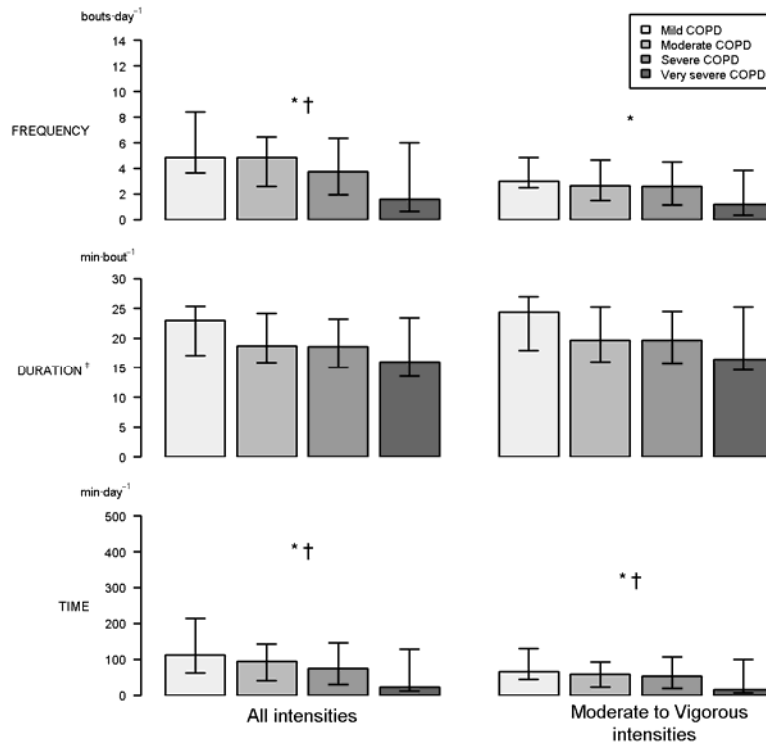 bouts·day⁻¹
Mild COPD
Moderate COPD
Severe COPD
Very severe COPD
14
12
10
8
6
4
2
0
FREQUENCY
* †
*
min·bout⁻¹
30
25
20
15
10
5
0
DURATION †
min·day⁻¹
500
400
300
200
100
0
TIME
* †
* †
All intensities
Moderate to Vigorous
intensities